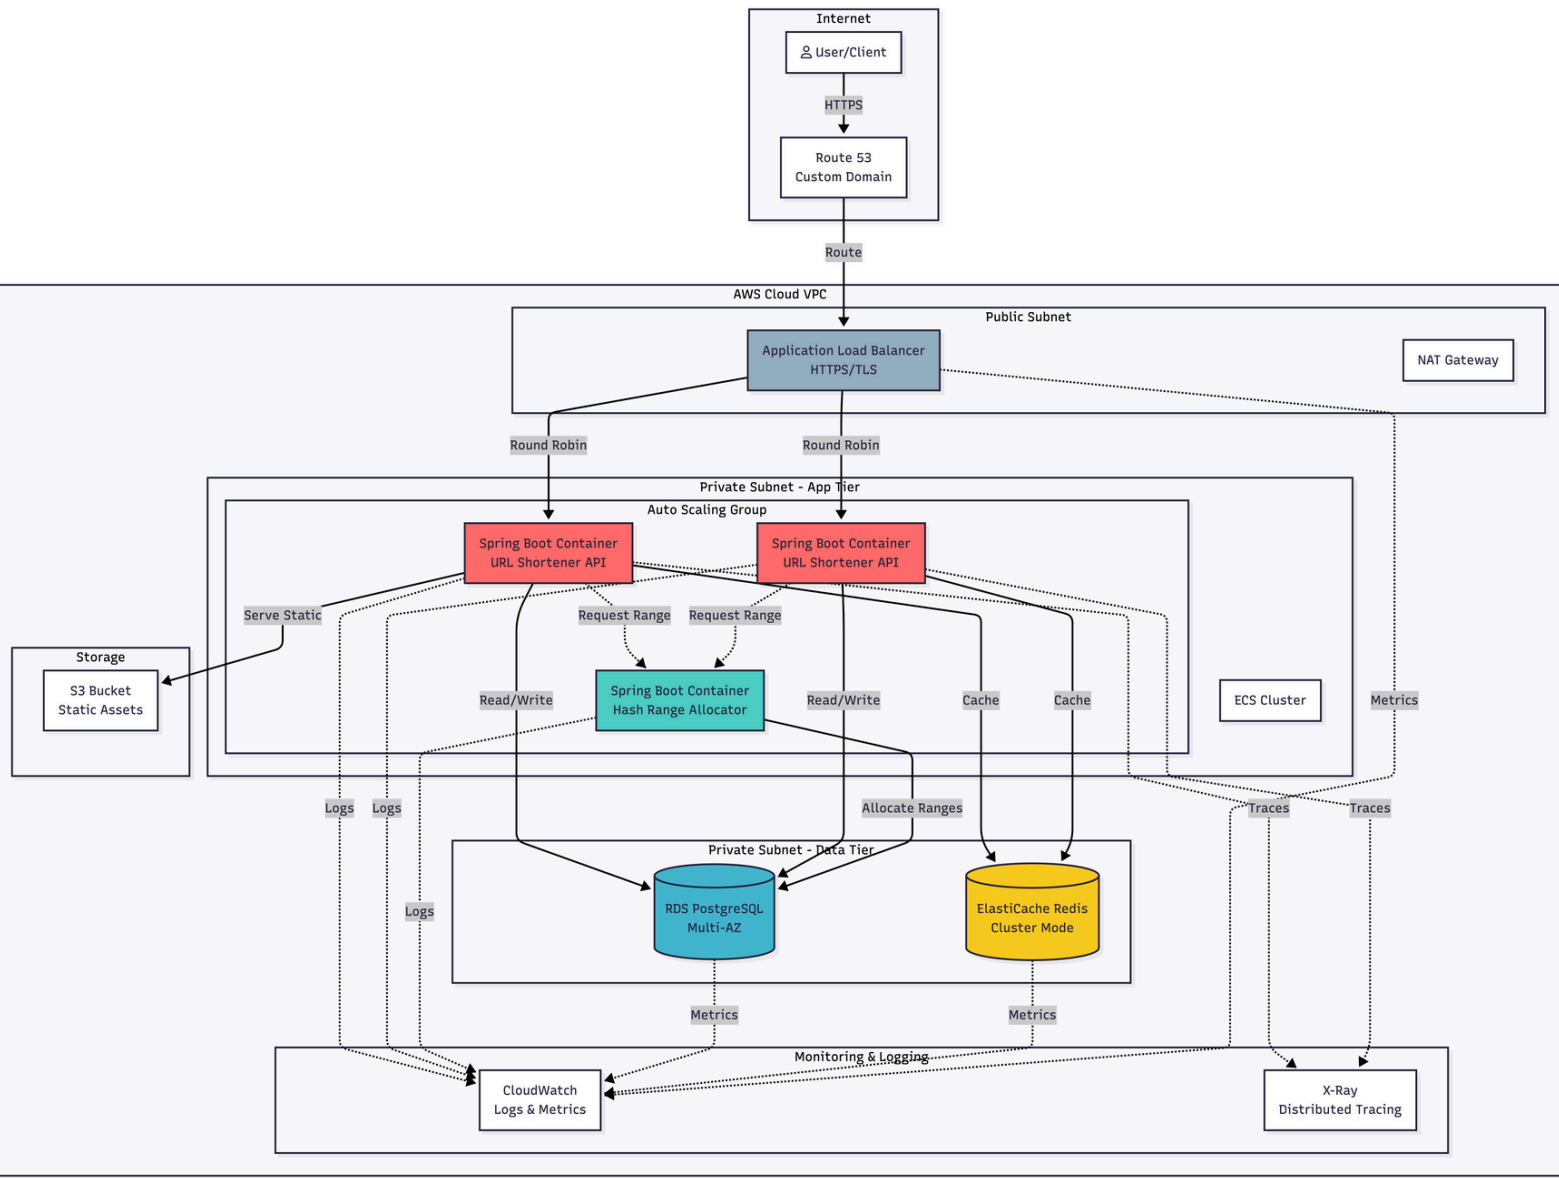 Internet
User/Client
HTTPS
Route 53
Custom Domain
Route
AWS Cloud VPC
Public Subnet
Application Load Balancer
HTTPS/TLS
NAT Gateway
Round Robin
Round Robin
Private Subnet - App Tier
Auto Scaling Group
Spring Boot Container
URL Shortener API
Spring Boot Container
URL Shortener API
Serve Static
Request Range
Request Range
Storage
S3 Bucket
Static Assets
Read/Write
Spring Boot Container
Hash Range Allocator
Read/Write
Cache
Cache
ECS Cluster
Metrics
Logs
Logs
Allocate Ranges
Traces
Traces
Private Subnet - Data Tier
Logs
RDS PostgreSQL
Multi-AZ
ElastiCache Redis
Cluster Mode
Metrics
Metrics
Monitoring & Logging
CloudWatch
Logs & Metrics
X-Ray
Distributed Tracing